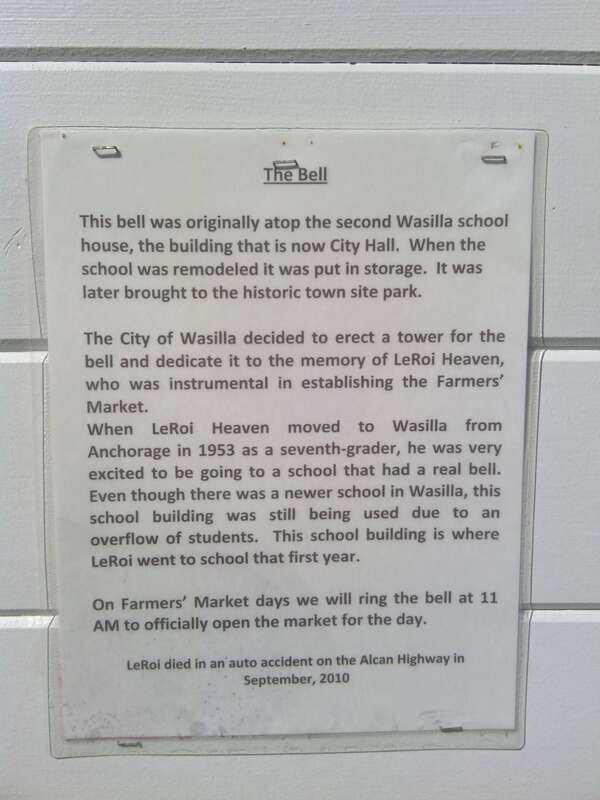 The Bell
This bell was originally atop the second Wasilla school
house, the building that is now City Hall.  When the
school was remodeled it was put in storage.  It was
later brought to the historic town site park.
The City of Wasilla decided to erect a tower for the
bell and dedicate it to the memory of LeRoi Heaven,
who was instrumental in establishing the Farmers’
Market.
When LeRoi Heaven moved to Wasilla from
Anchorage in 1953 as a seventh-grader, he was very
excited to be going to a school that had a real bell.
Even though there was a newer school in Wasilla, this
school building was still being used due to an
overflow of students.  This school building is where
LeRoi went to school that first year.
On Farmers’ Market days we will ring the bell at 11
AM to officially open the market for the day.
LeRoi died in an auto accident on the Alcan Highway in
September, 2010